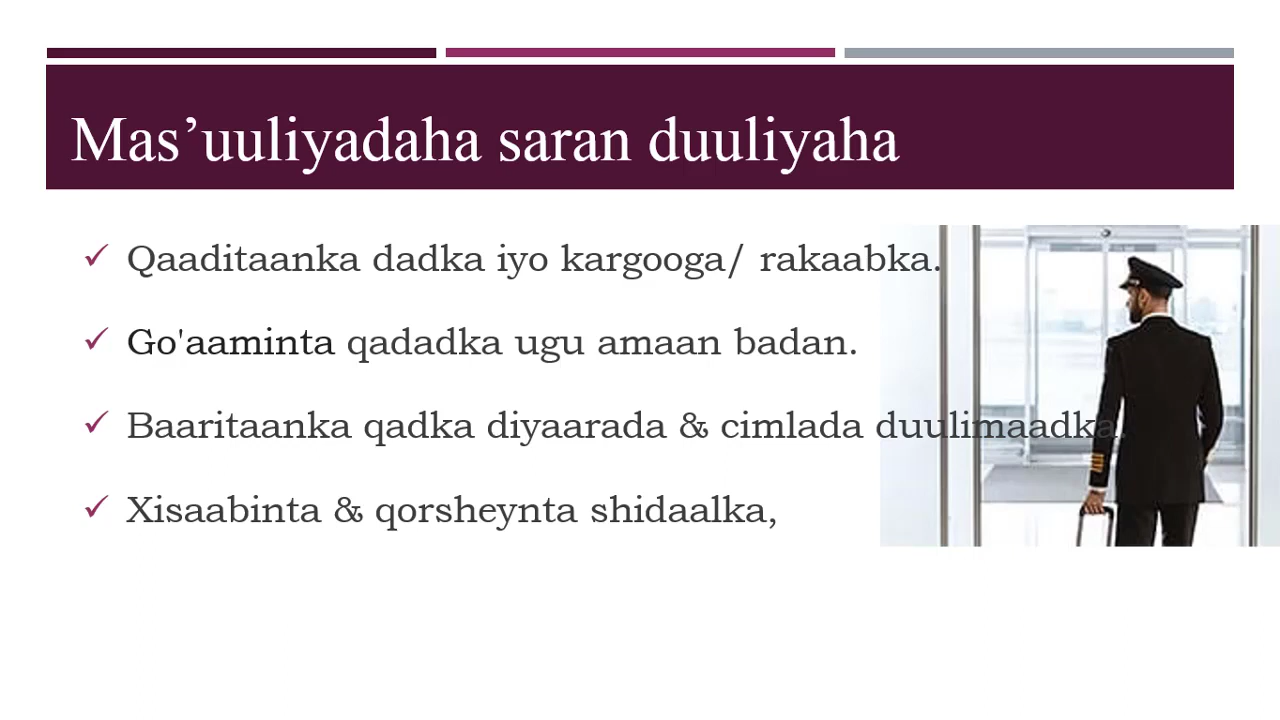 Mas’uuliyadaha saran duuliyaha
Qaaditaanka dadka iyo kargooga/ rakaabka.
Go'aaminta qadadka ugu amaan badan.
Baaritaanka qadka diyaarada & cimlada duulimaadka.
Xisaabinta & qorsheynta shidaalka,